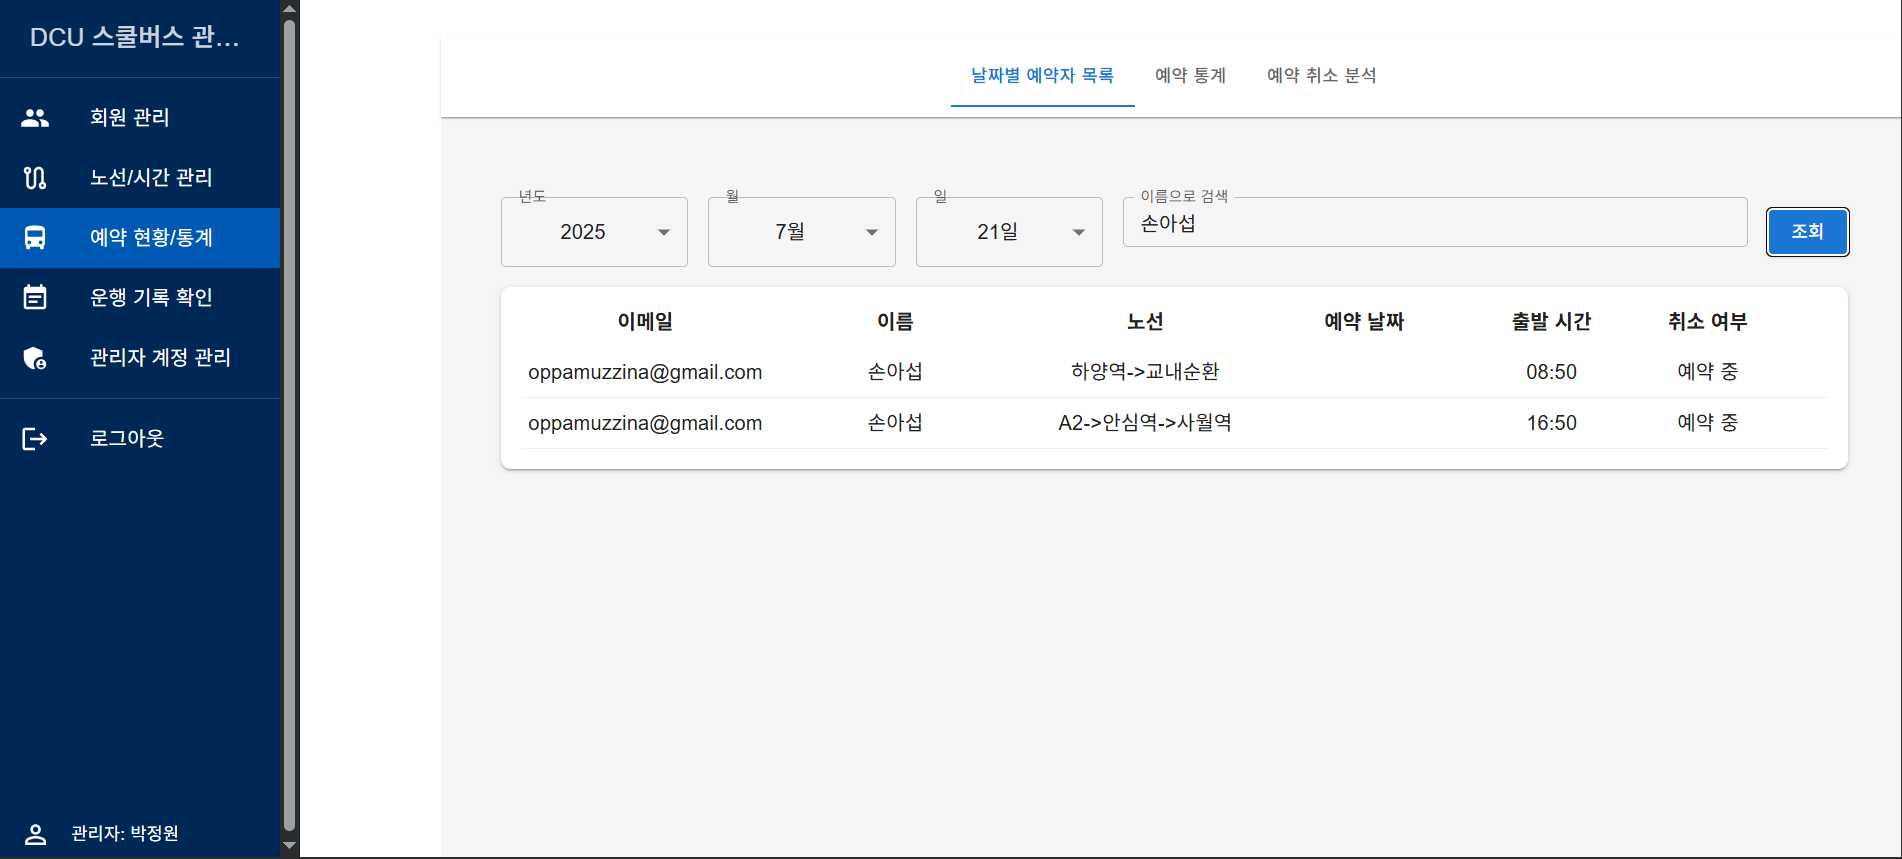 DCU 스쿨버스 관...
회원 관리
노선/시간 관리
예약 현황/통계
운행 기록 확인
관리자 계정 관리
로그아웃
관리자: 박정원
날짜별 예약자 목록 예약 통계 예약 취소 분석
년도 월 일 이름으로 검색
2025 7월 21일 손아섭 조회
이메일 이름 노선 예약 날짜 출발 시간 취소 여부
oppamuzzina@gmail.com 손아섭 하양역->교내순환 08:50 예약 중
oppamuzzina@gmail.com 손아섭 A2->안심역->사월역 16:50 예약 중